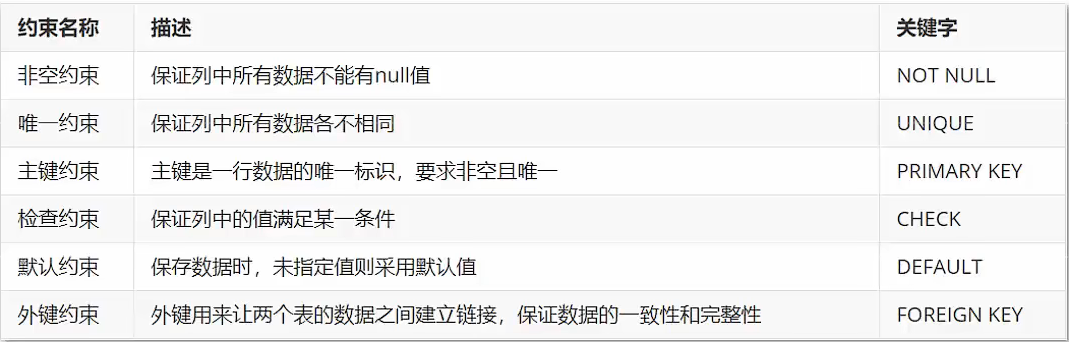 约束名称 描述 关键字
非空约束 保证列中所有数据不能有null值 NOT NULL
唯一约束 保证列中所有数据各不相同 UNIQUE
主键约束 主键是一行数据的唯一标识，要求非空且唯一 PRIMARY KEY
检查约束 保证列中的值满足某一条件 CHECK
默认约束 保存数据时，未指定值则采用默认值 DEFAULT
外键约束 外键用来让两个表的数据之间建立链接，保证数据的一致性和完整性 FOREIGN KEY